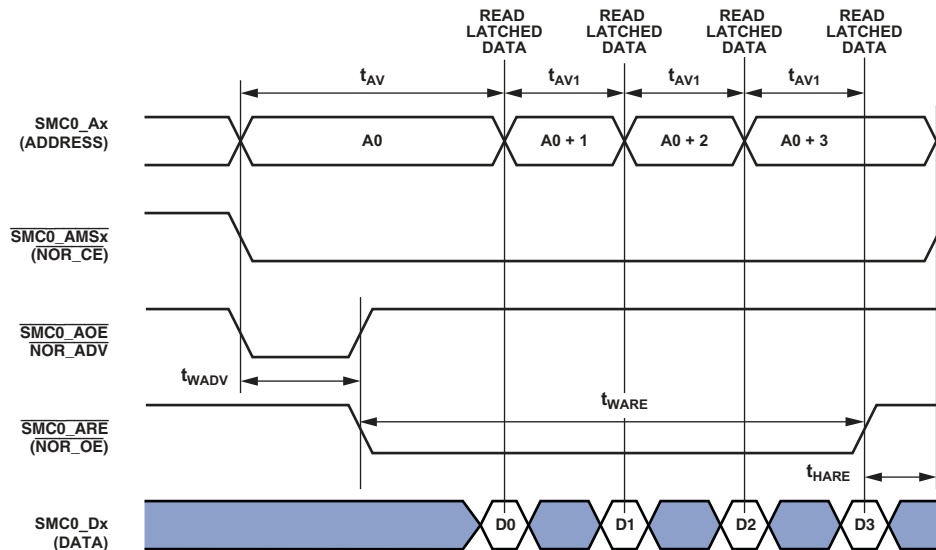 READ LATCHED DATA
READ LATCHED DATA
READ LATCHED DATA
READ LATCHED DATA
tAV
tAV1
tAV1
tAV1
SMC0_Ax
(ADDRESS)
A0
A0 + 1
A0 + 2
A0 + 3
SMC0_AMSx
(NOR_CE)
SMC0_AOE
NOR_ADV
tWADV
tWARE
SMC0_ARE
(NOR_OE)
tHARE
SMC0_Dx
(DATA)
D0
D1
D2
D3